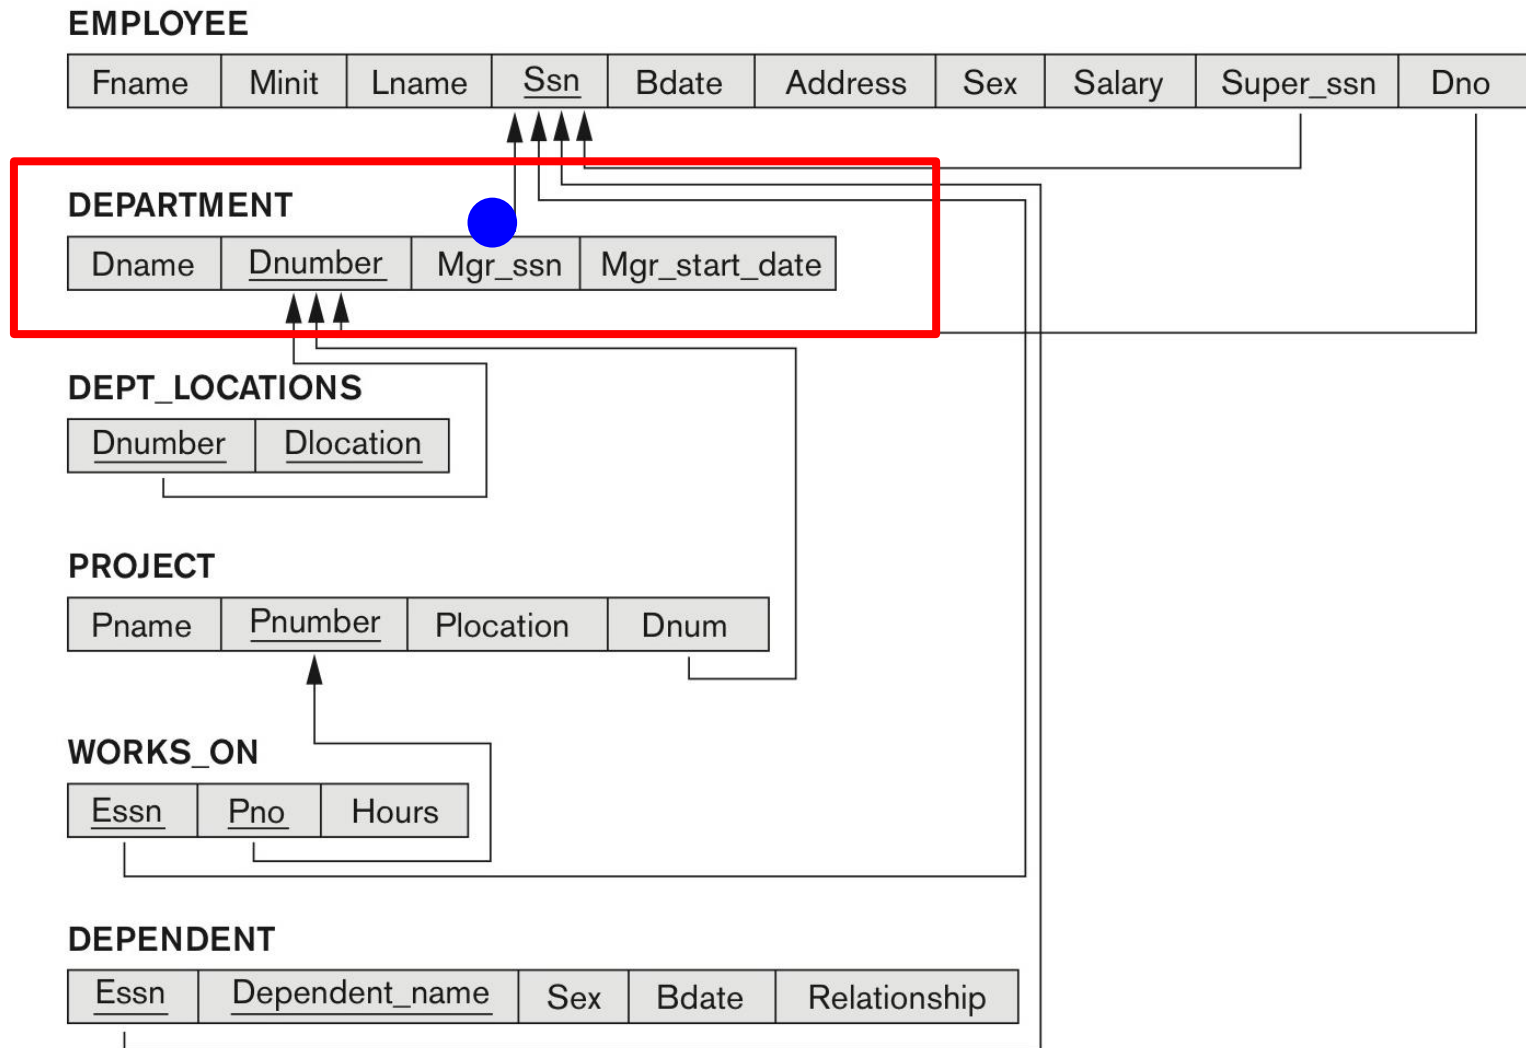 EMPLOYEE
Fname Minit Lname Ssn Bdate Address Sex Salary Super_ssn Dno
DEPARTMENT
Dname Dnumber Mgr_ssn Mgr_start_date
DEPT_LOCATIONS
Dnumber Dlocation
PROJECT
Pname Pnumber Plocation Dnum
WORKS_ON
Essn Pno Hours
DEPENDENT
Essn Dependent_name Sex Bdate Relationship